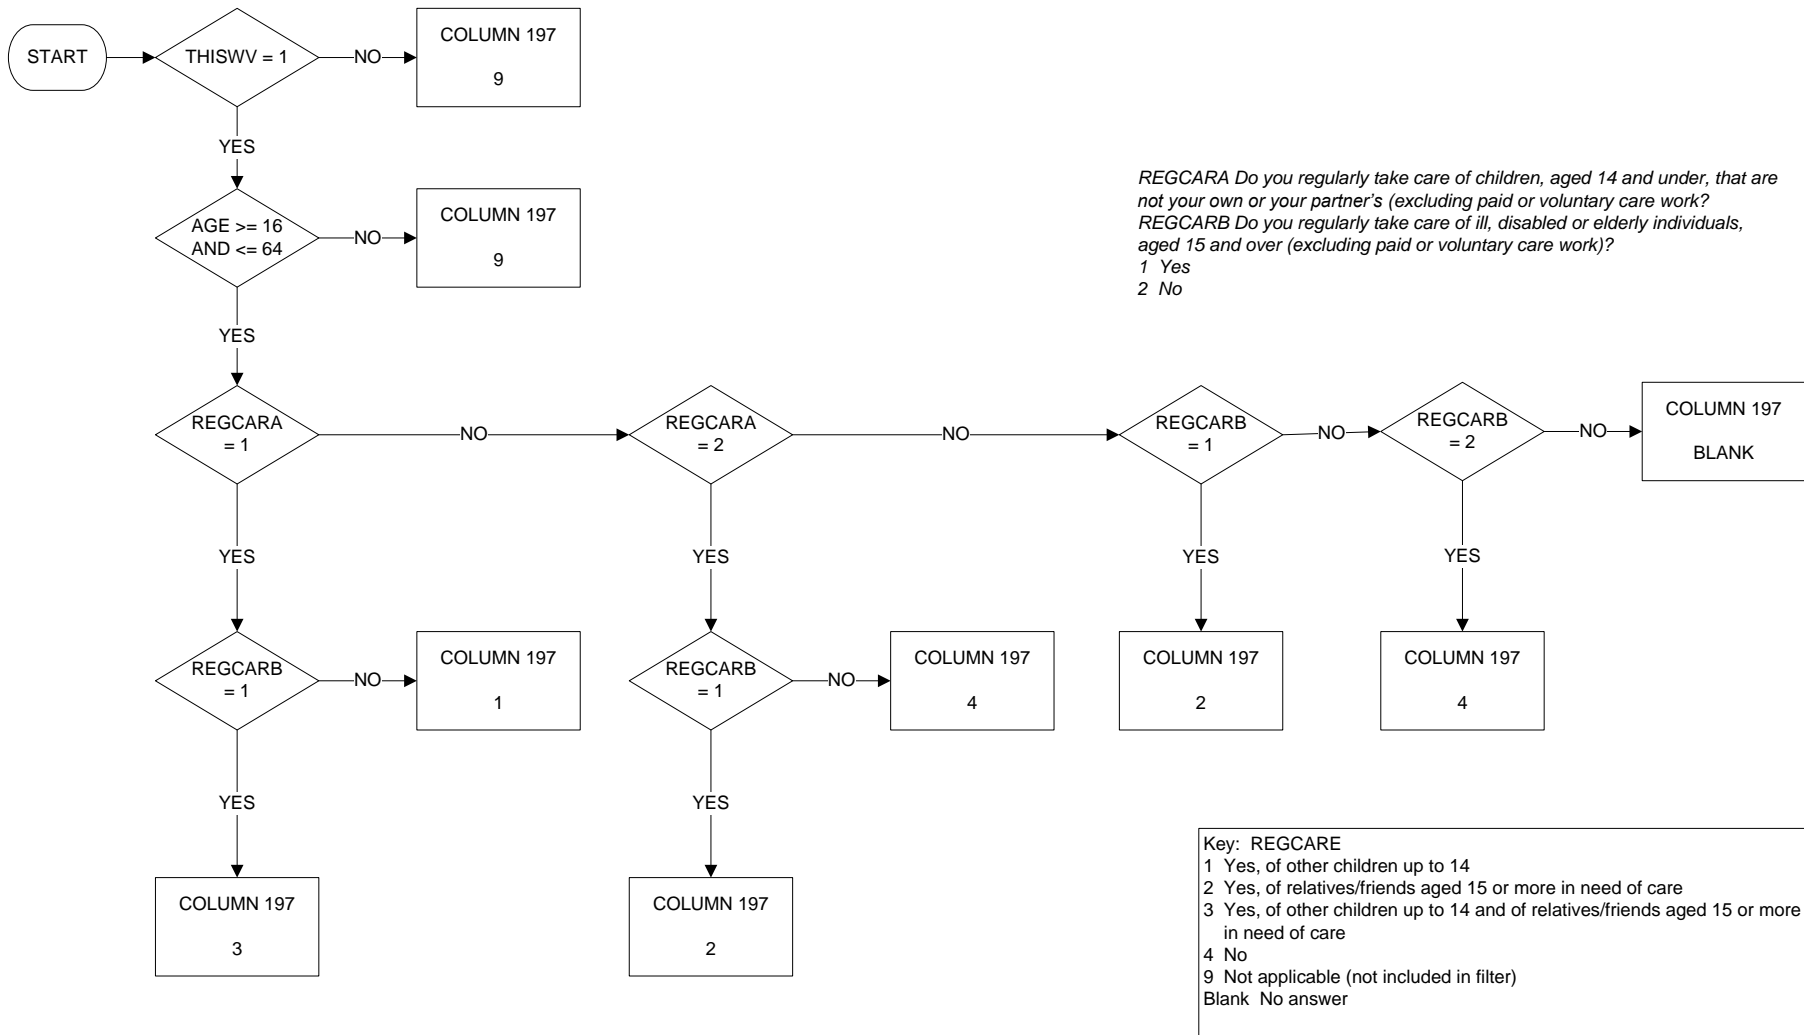 START
THISWV = 1
NO
COLUMN 197
9
YES
AGE >= 16
AND <= 64
NO
COLUMN 197
9
REGCARA Do you regularly take care of children, aged 14 and under, that are
not your own or your partner's (excluding paid or voluntary care work?
REGCARB Do you regularly take care of ill, disabled or elderly individuals,
aged 15 and over (excluding paid or voluntary care work)?
1 Yes
2 No
YES
REGCARA
= 1
NO
REGCARA
= 2
NO
REGCARB
= 1
NO
REGCARB
= 2
NO
COLUMN 197
BLANK
YES
YES
YES
YES
REGCARB
= 1
NO
COLUMN 197
1
REGCARB
= 1
NO
COLUMN 197
4
COLUMN 197
2
COLUMN 197
4
YES
YES
COLUMN 197
3
COLUMN 197
2
Key: REGCARE
1 Yes, of other children up to 14
2 Yes, of relatives/friends aged 15 or more in need of care
3 Yes, of other children up to 14 and of relatives/friends aged 15 or more
in need of care
4 No
9 Not applicable (not included in filter)
Blank No answer